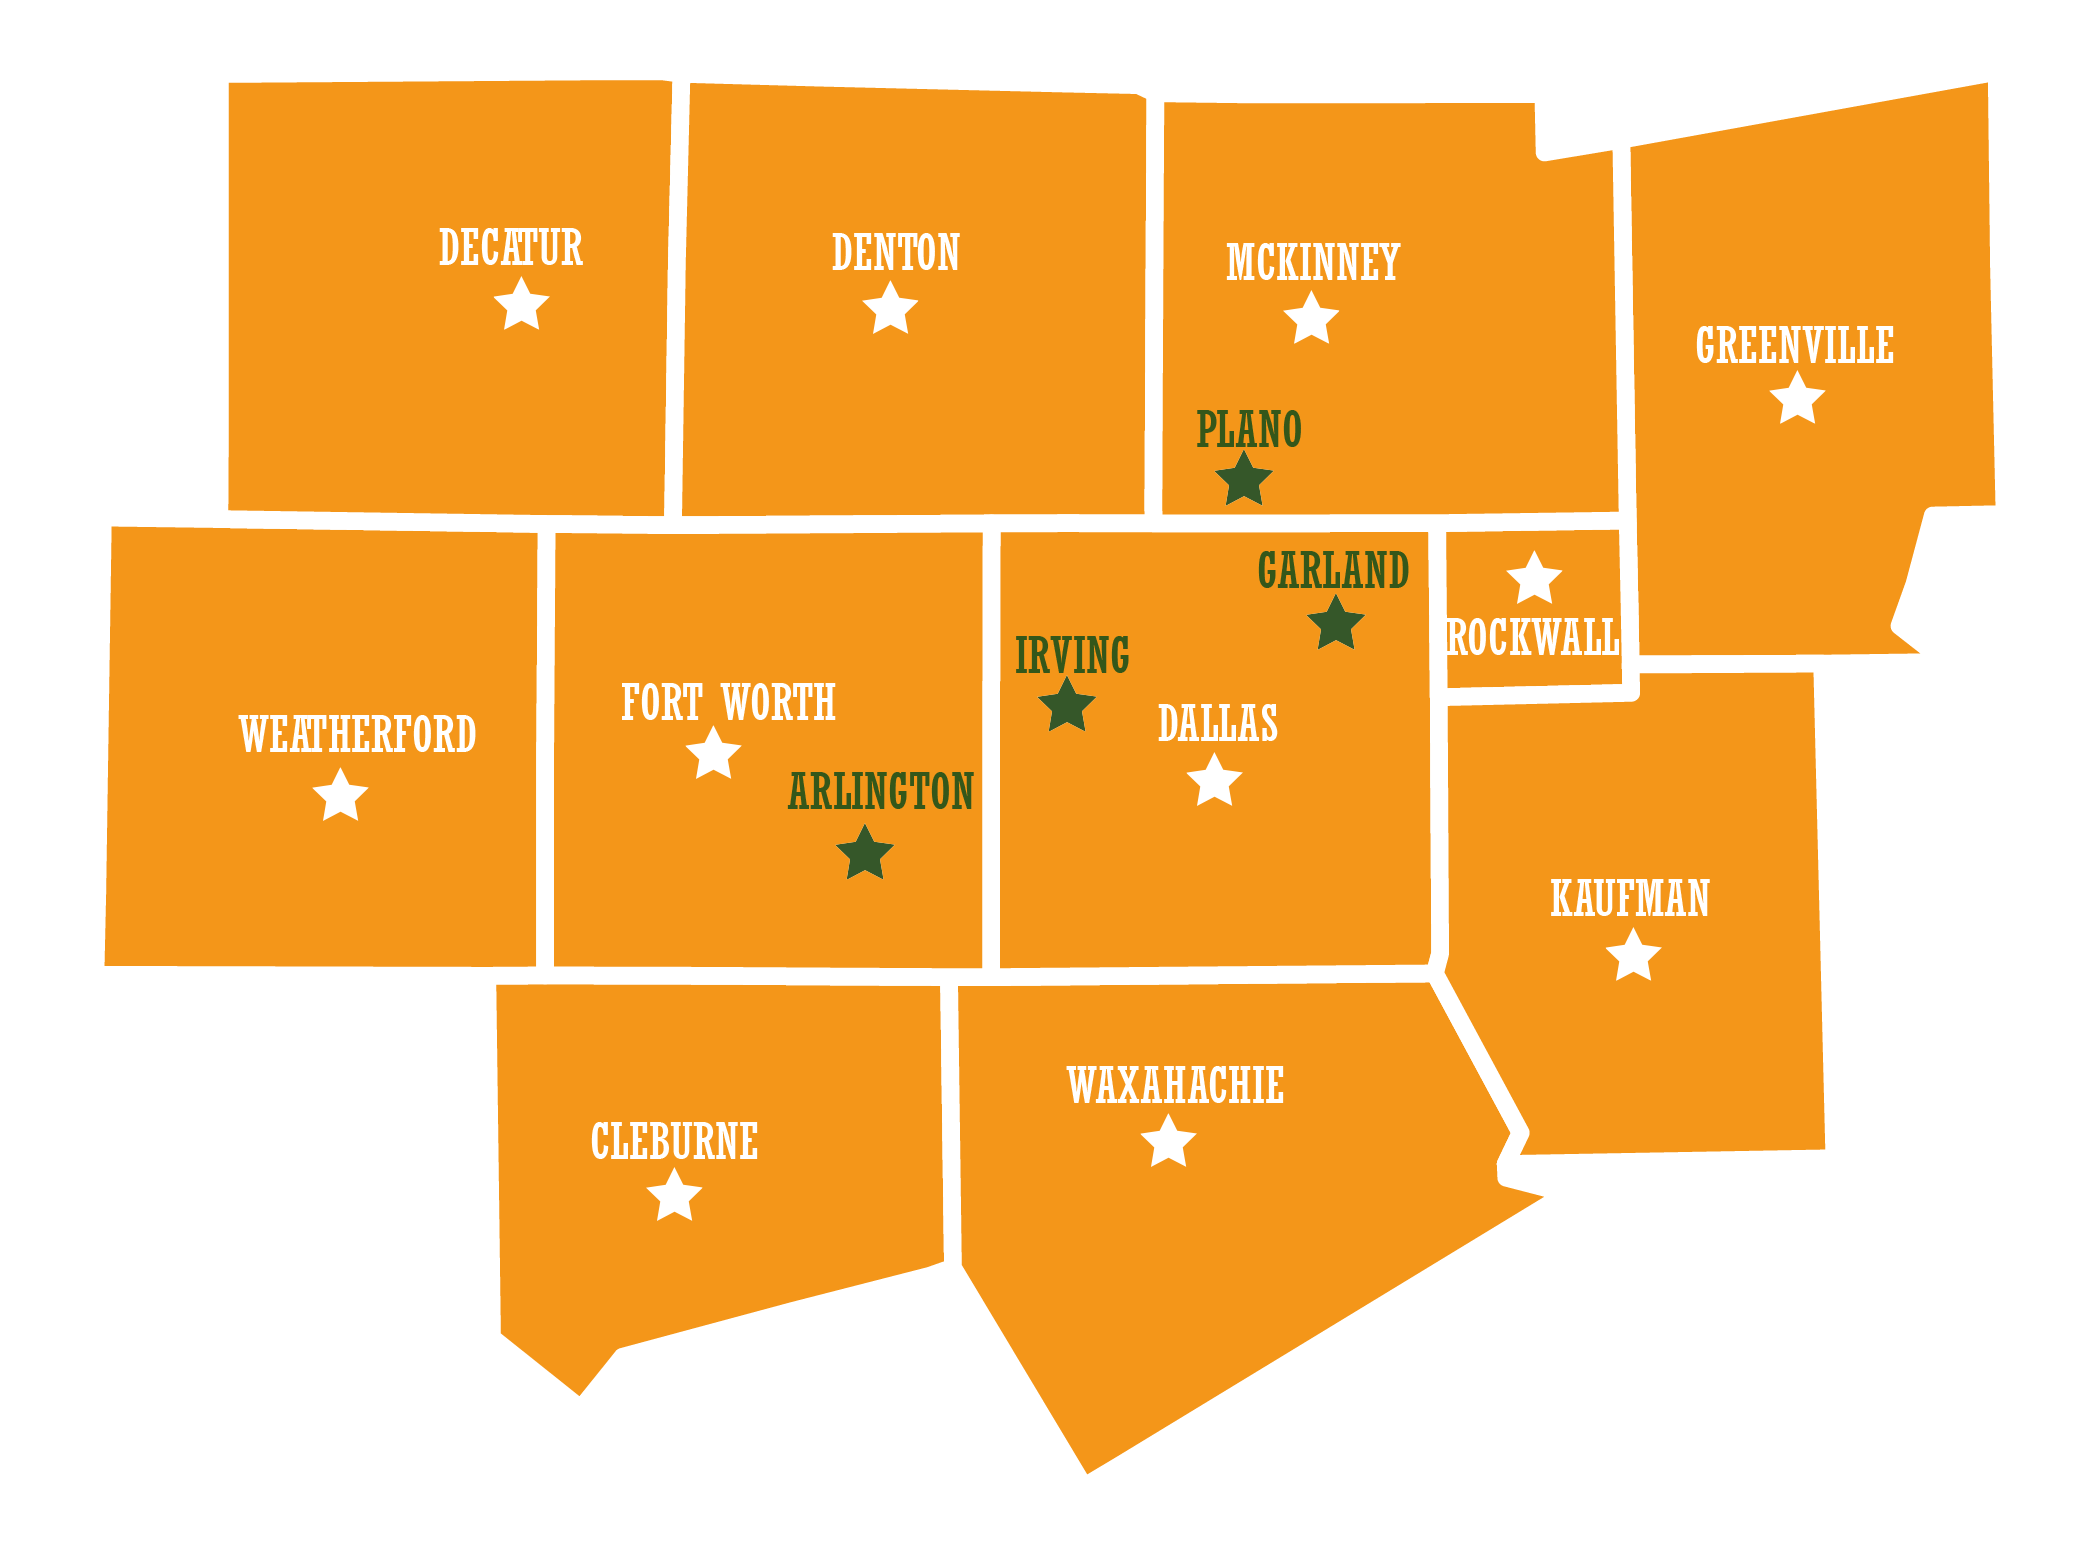 DECATUR
DENTON
MCKINNEY
GREENVILLE
PLANO
GARLAND
ROCKWALL
IRVING
FORT WORTH
DALLAS
WEATHERFORD
ARLINGTON
KAUFMAN
WAXAHACHIE
CLEBURNE